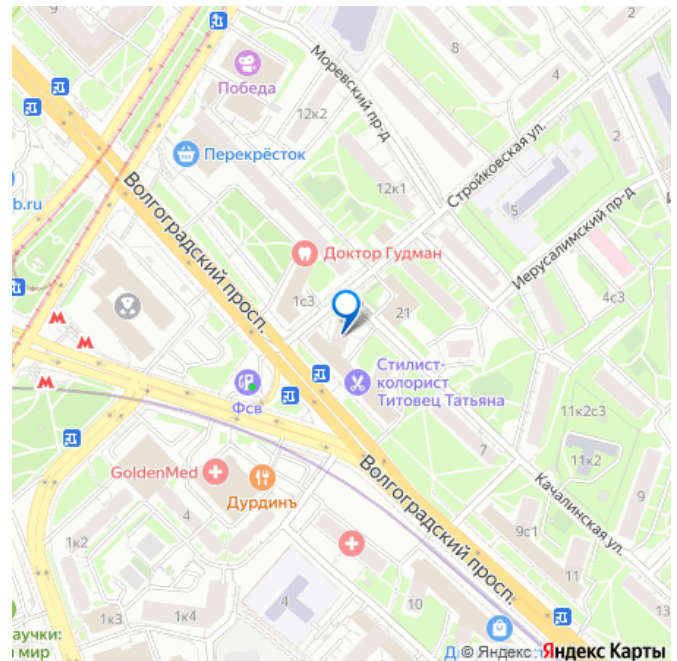 Победа
Моревский пр-д
8
4
2
12к2
Перекрёсток
12к1
Стройковская ул.
b.ru
Волгоградский просп.
5
Иерусалимский пр-д
Доктор Гудман
1с3
21
4с3
М
М
М
Стилист-
колорист
Титовец Татьяна
Фсв
11к2с3
7
11к2
GoldenMed
Дурдинъ
Волгоградский просп.
Качалинская ул.
9
4
9с1
1к2
11
4
10
1к3
1к4
аучки:
мир
© Яндекс
Яндекс Карты